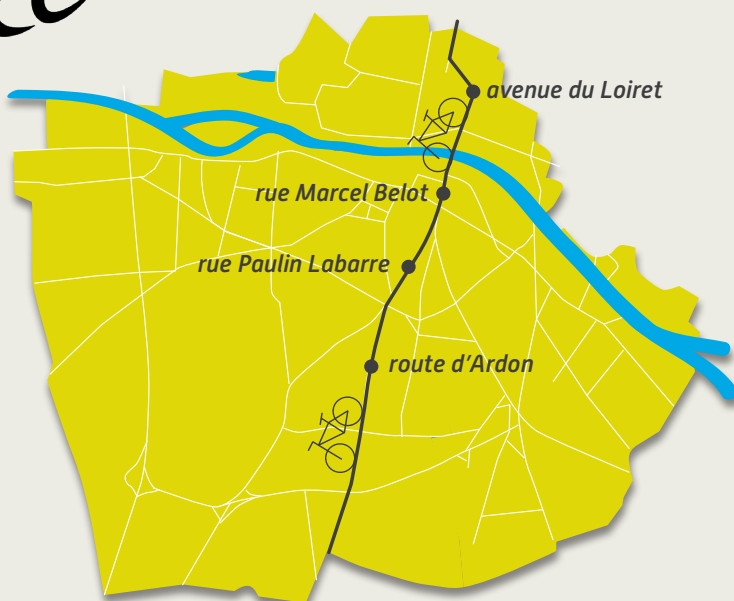 avenue du Loiret
rue Marcel Belot
rue Paulin Labarre
route d'Ardon